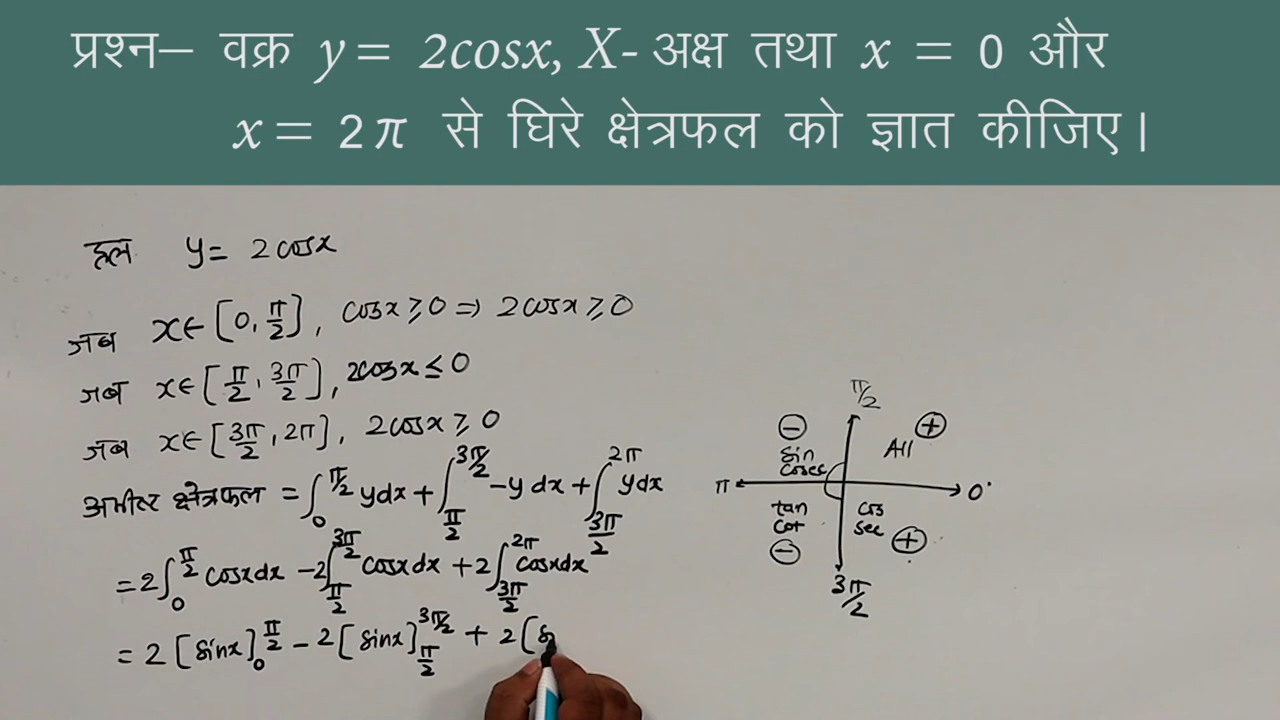 प्रश्न– वक्र y = 2cosx, X- अक्ष तथा x = 0 और
x = 2π से घिरे क्षेत्रफल को ज्ञात कीजिए।
हल y = 2cosx
जब x∈[0, π/2], cosx ≥ 0 ⇒ 2cosx ≥ 0
जब x∈[π/2, 3π/2], 2cosx ≤ 0
जब x∈[3π/2, 2π], 2cosx ≥ 0
अभीष्ट क्षेत्रफल = ∫₀^{π/2} ydx + ∫_{π/2}^{3π/2} -y dx + ∫_{3π/2}^{2π} ydx
= 2∫₀^{π/2} cosxdx - 2∫_{π/2}^{3π/2} cosxdx + 2∫_{3π/2}^{2π} cosxdx
= 2[sinx]₀^{π/2} - 2[sinx]_{π/2}^{3π/2} + 2[s
π/2
− +
sin All
cosec
π 0
tan cos
cot sec
− +
3π/2